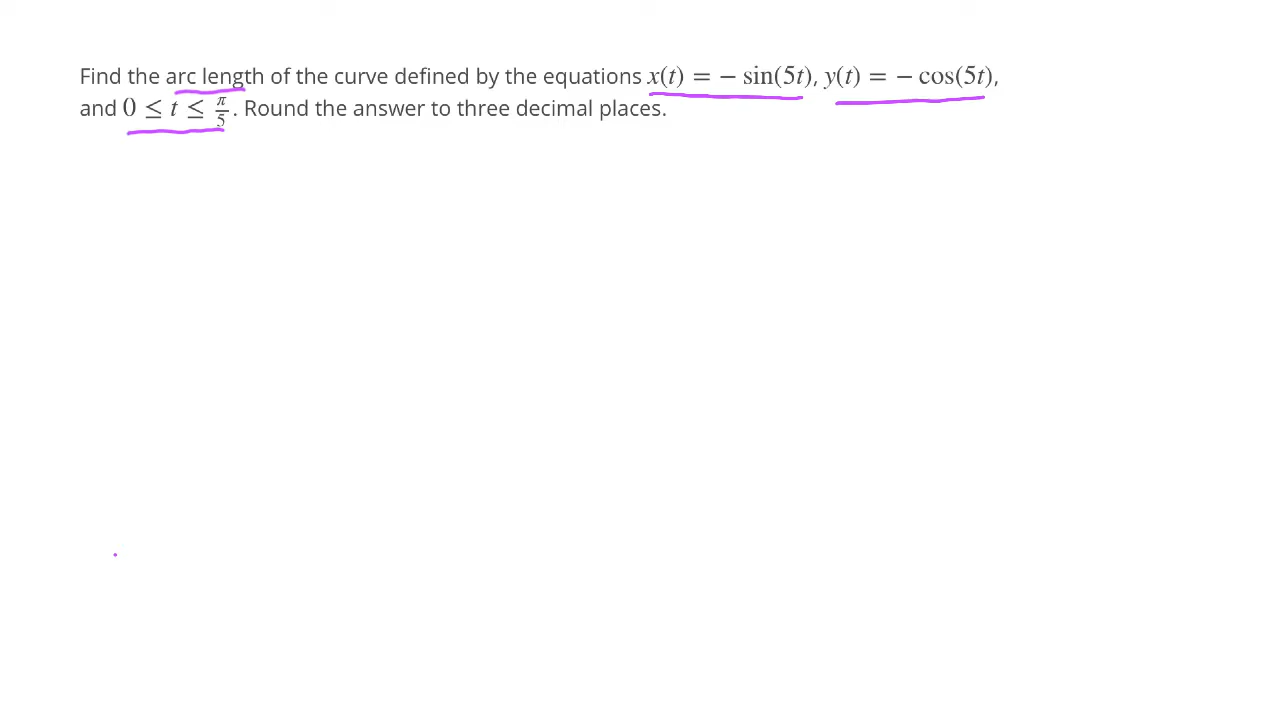 Find the arc length of the curve defined by the equations x(t) = − sin(5t), y(t) = − cos(5t),
and 0 ≤ t ≤ π/5. Round the answer to three decimal places.